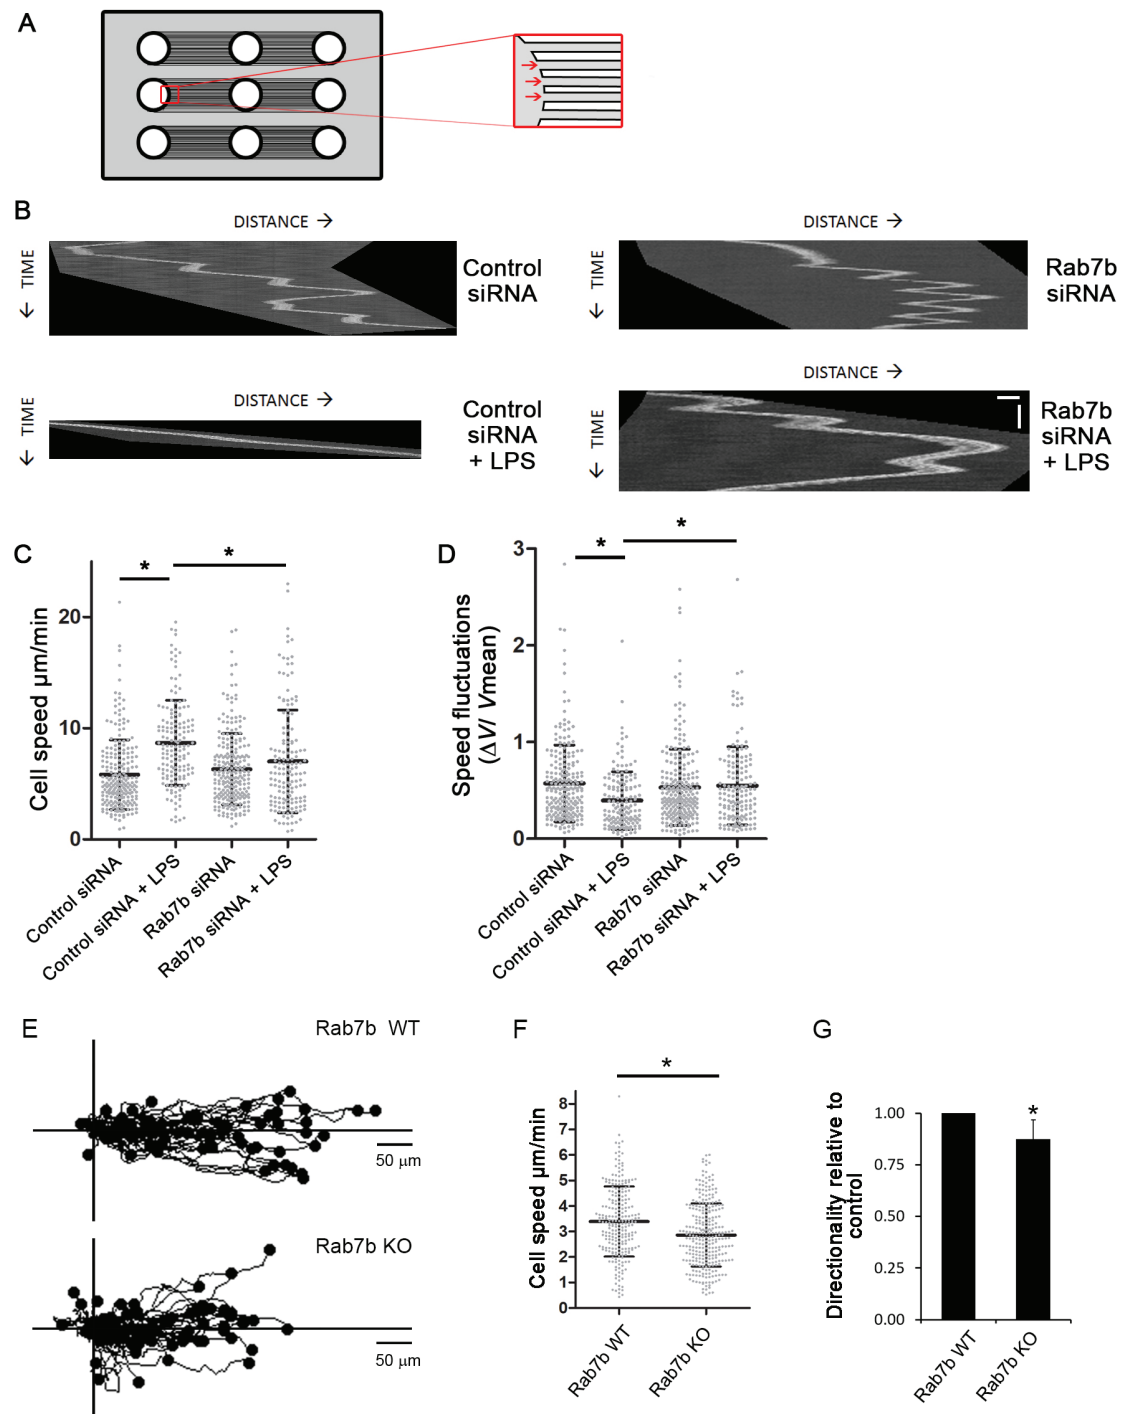 A
B
DISTANCE →
← TIME
Control
siRNA
DISTANCE →
← TIME
Rab7b
siRNA
DISTANCE →
← TIME
Control
siRNA
+ LPS
DISTANCE →
← TIME
Rab7b
siRNA
+ LPS
C
Cell speed µm/min
20
10
0
*
*
Control siRNA
Control siRNA + LPS
Rab7b siRNA
Rab7b siRNA + LPS
D
Speed fluctuations
(ΔV/ Vmean)
3
2
1
0
*
*
Control siRNA
Control siRNA + LPS
Rab7b siRNA
Rab7b siRNA + LPS
E
Rab7b WT
50 µm
Rab7b KO
50 µm
F
Cell speed µm/min
8
7
6
5
4
3
2
1
0
*
Rab7b WT
Rab7b KO
G
Directionality relative to
control
1.00
0.75
0.50
0.25
0.00
*
Rab7b WT
Rab7b KO